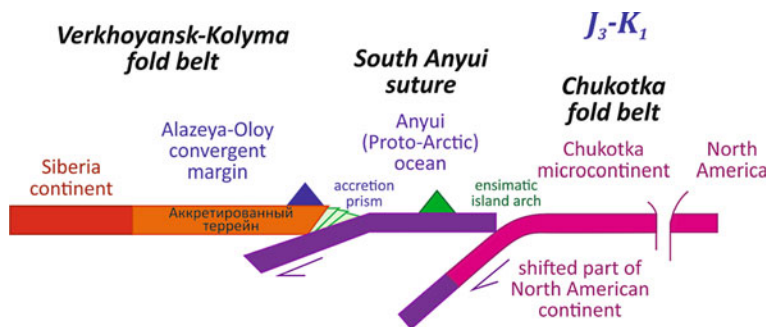 Verkhoyansk-Kolyma
fold belt
South Anyui
suture
J₃-K₁
Chukotka
fold belt
Siberia
continent
Alazeya-Oloy
convergent
margin
accretion
prism
Anyui
(Proto-Arctic)
ocean
ensimatic
island arch
Chukotka
microcontinent
North
America
Аккретированный
террейн
shifted part of
North American
continent